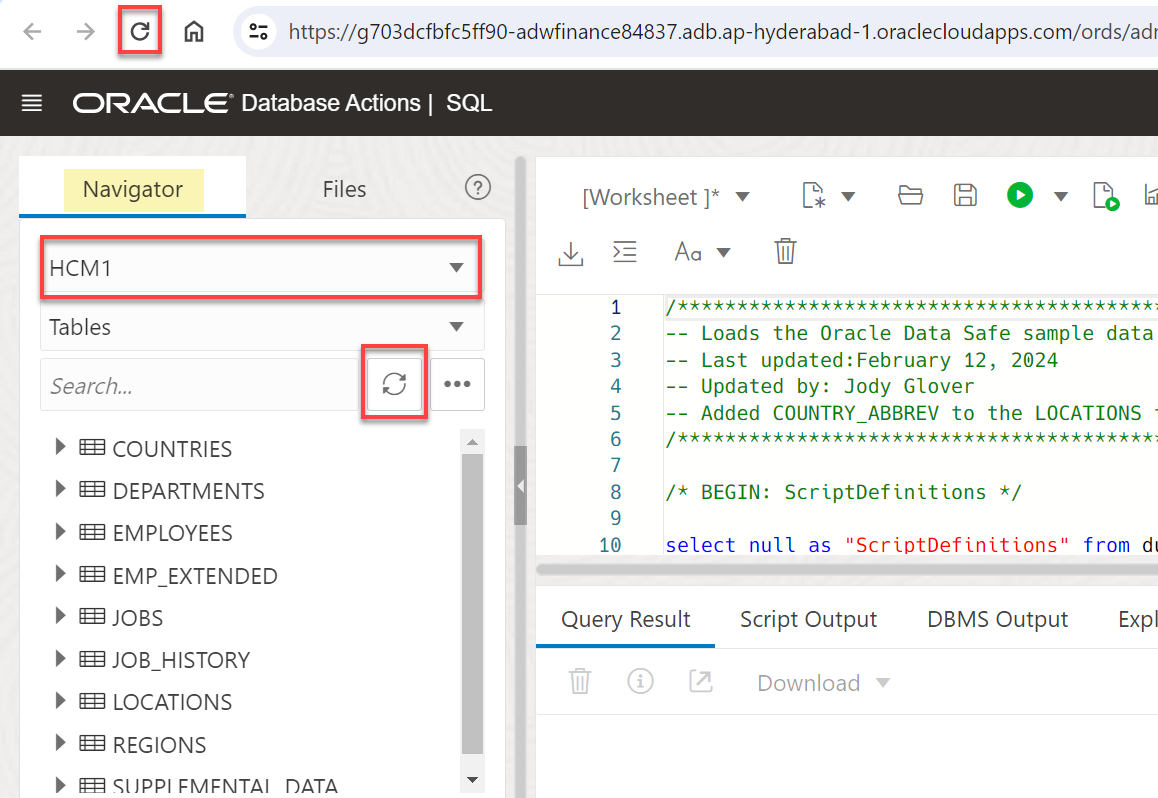 https://g703dcfbfc5ff90-adwfinance84837.adb.ap-hyderabad-1.oraclecloudapps.com/ords/adm
ORACLE® Database Actions | SQL
Navigator
Files
?
HCM1
Tables
Search...
COUNTRIES
DEPARTMENTS
EMPLOYEES
EMP_EXTENDED
JOBS
JOB_HISTORY
LOCATIONS
REGIONS
SUPPLEMENTAL_DATA
[Worksheet ]*
Aa
1 /******************************************
2 -- Loads the Oracle Data Safe sample data
3 -- Last updated:February 12, 2024
4 -- Updated by: Jody Glover
5 -- Added COUNTRY_ABBREV to the LOCATIONS
6 /******************************************
7
8 /* BEGIN: ScriptDefinitions */
9
10 select null as "ScriptDefinitions" from du
Query Result
Script Output
DBMS Output
Expl
Download